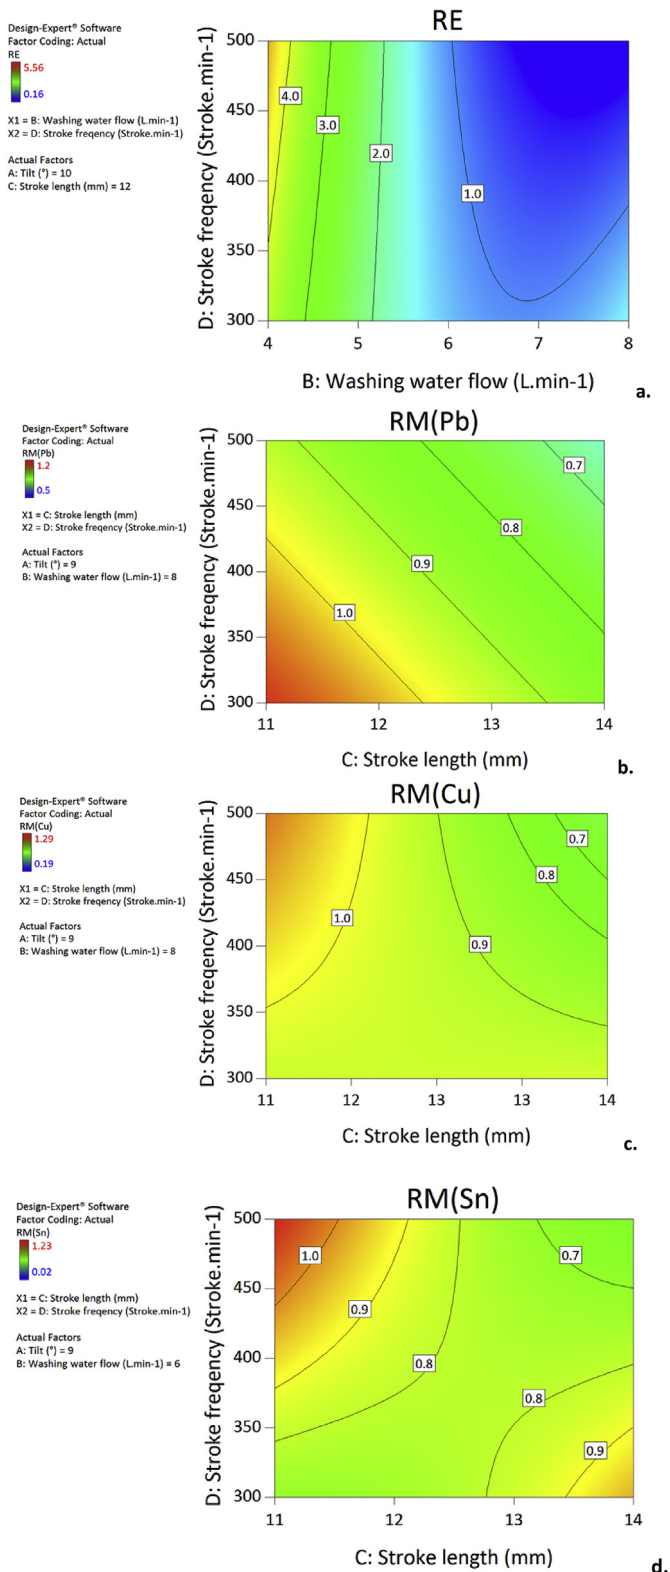 Design-Expert® Software
Factor Coding: Actual
RE
5.56
0.16
X1 = B: Washing water flow (L.min-1)
X2 = D: Stroke freqency (Stroke.min-1)
Actual Factors
A: Tilt (°) = 10
C: Stroke length (mm) = 12
RE
D: Stroke freqency (Stroke.min-1)
500
450
400
350
300
4.0
3.0
2.0
1.0
4 5 6 7 8
B: Washing water flow (L.min-1)
a.
Design-Expert® Software
Factor Coding: Actual
RM(Pb)
1.2
0.5
X1 = C: Stroke length (mm)
X2 = D: Stroke freqency (Stroke.min-1)
Actual Factors
A: Tilt (°) = 9
B: Washing water flow (L.min-1) = 8
RM(Pb)
D: Stroke freqency (Stroke.min-1)
500
450
400
350
300
0.7
0.8
0.9
1.0
11 12 13 14
C: Stroke length (mm)
b.
Design-Expert® Software
Factor Coding: Actual
RM(Cu)
1.29
0.19
X1 = C: Stroke length (mm)
X2 = D: Stroke freqency (Stroke.min-1)
Actual Factors
A: Tilt (°) = 9
B: Washing water flow (L.min-1) = 8
RM(Cu)
D: Stroke freqency (Stroke.min-1)
500
450
400
350
300
0.7
0.8
1.0
0.9
11 12 13 13 14
C: Stroke length (mm)
c.
Design-Expert® Software
Factor Coding: Actual
RM(Sn)
1.23
0.02
X1 = C: Stroke length (mm)
X2 = D: Stroke freqency (Stroke.min-1)
Actual Factors
A: Tilt (°) = 9
B: Washing water flow (L.min-1) = 6
RM(Sn)
D: Stroke freqency (Stroke.min-1)
500
450
400
350
300
1.0
0.7
0.9
0.8
0.8
0.9
11 12 13 14
C: Stroke length (mm)
d.